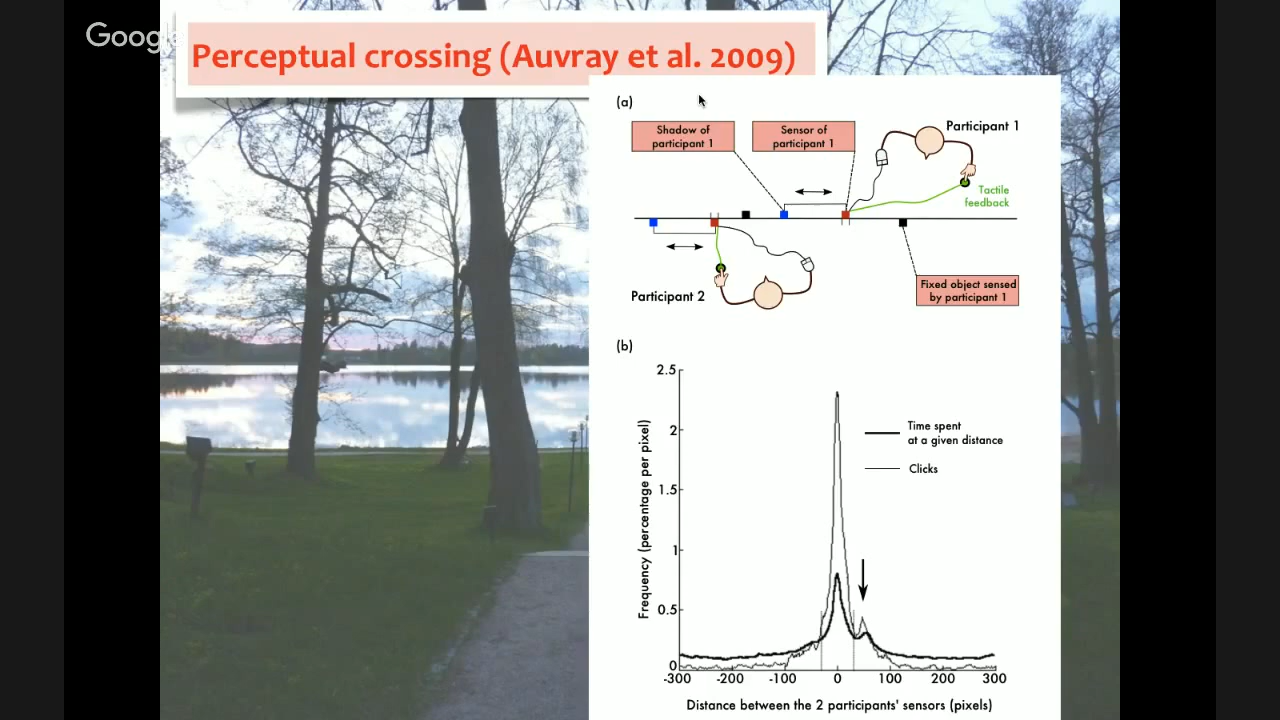 Google
Perceptual crossing (Auvray et al. 2009)
(a)
Shadow of
participant 1
Sensor of
participant 1
Participant 1
Tactile
feedback
Participant 2
Fixed object sensed
by participant 1
(b)
Frequency (percentage per pixel)
2.5
2
1.5
1
0.5
0
Time spent
at a given distance
Clicks
-300 -200 -100 0 100 200 300
Distance between the 2 participants' sensors (pixels)